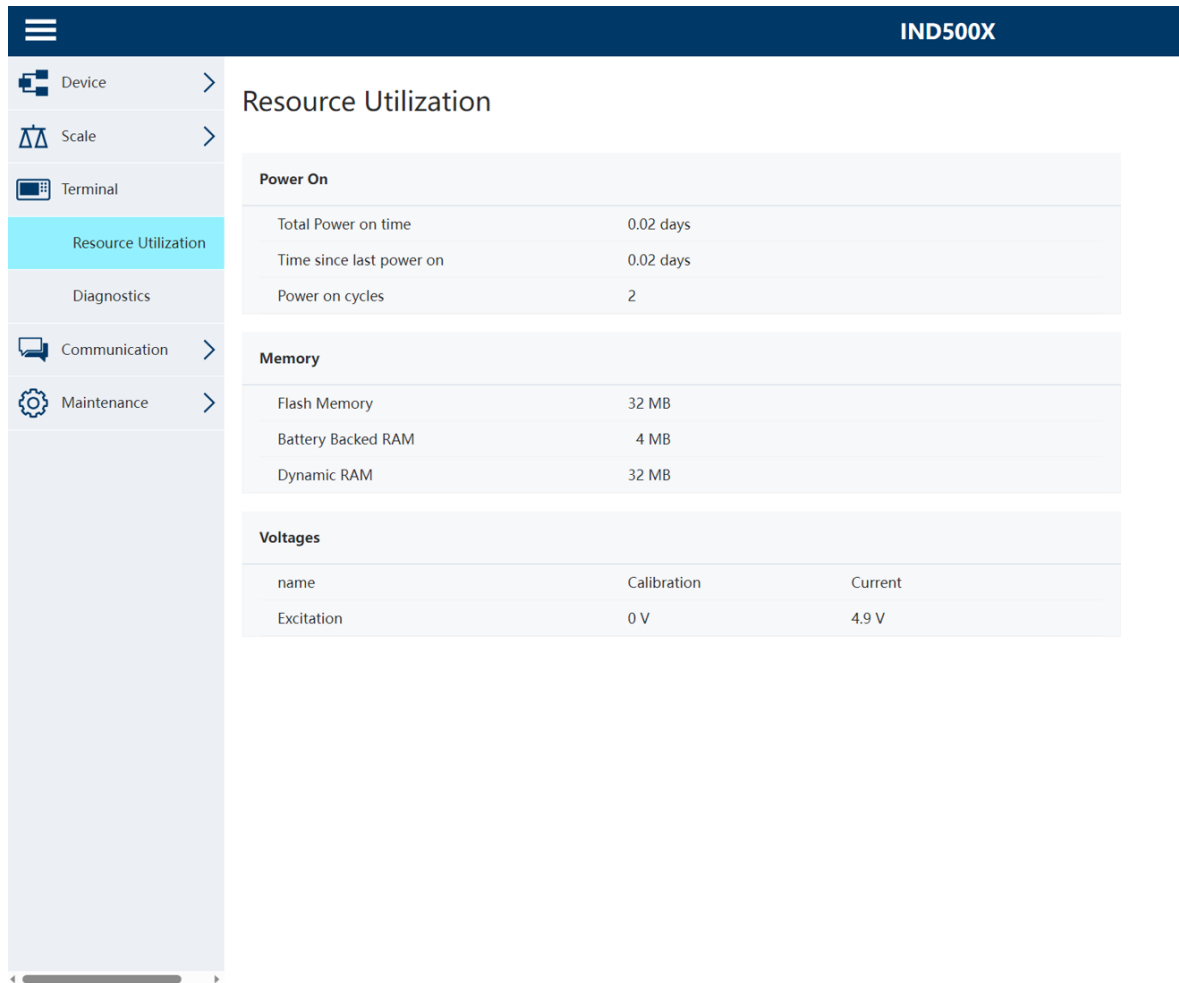 IND500X
Device
Scale
Terminal
Resource Utilization
Diagnostics
Communication
Maintenance
Resource Utilization
Power On
Total Power on time 0.02 days
Time since last power on 0.02 days
Power on cycles 2
Memory
Flash Memory 32 MB
Battery Backed RAM 4 MB
Dynamic RAM 32 MB
Voltages
name Calibration Current
Excitation 0 V 4.9 V